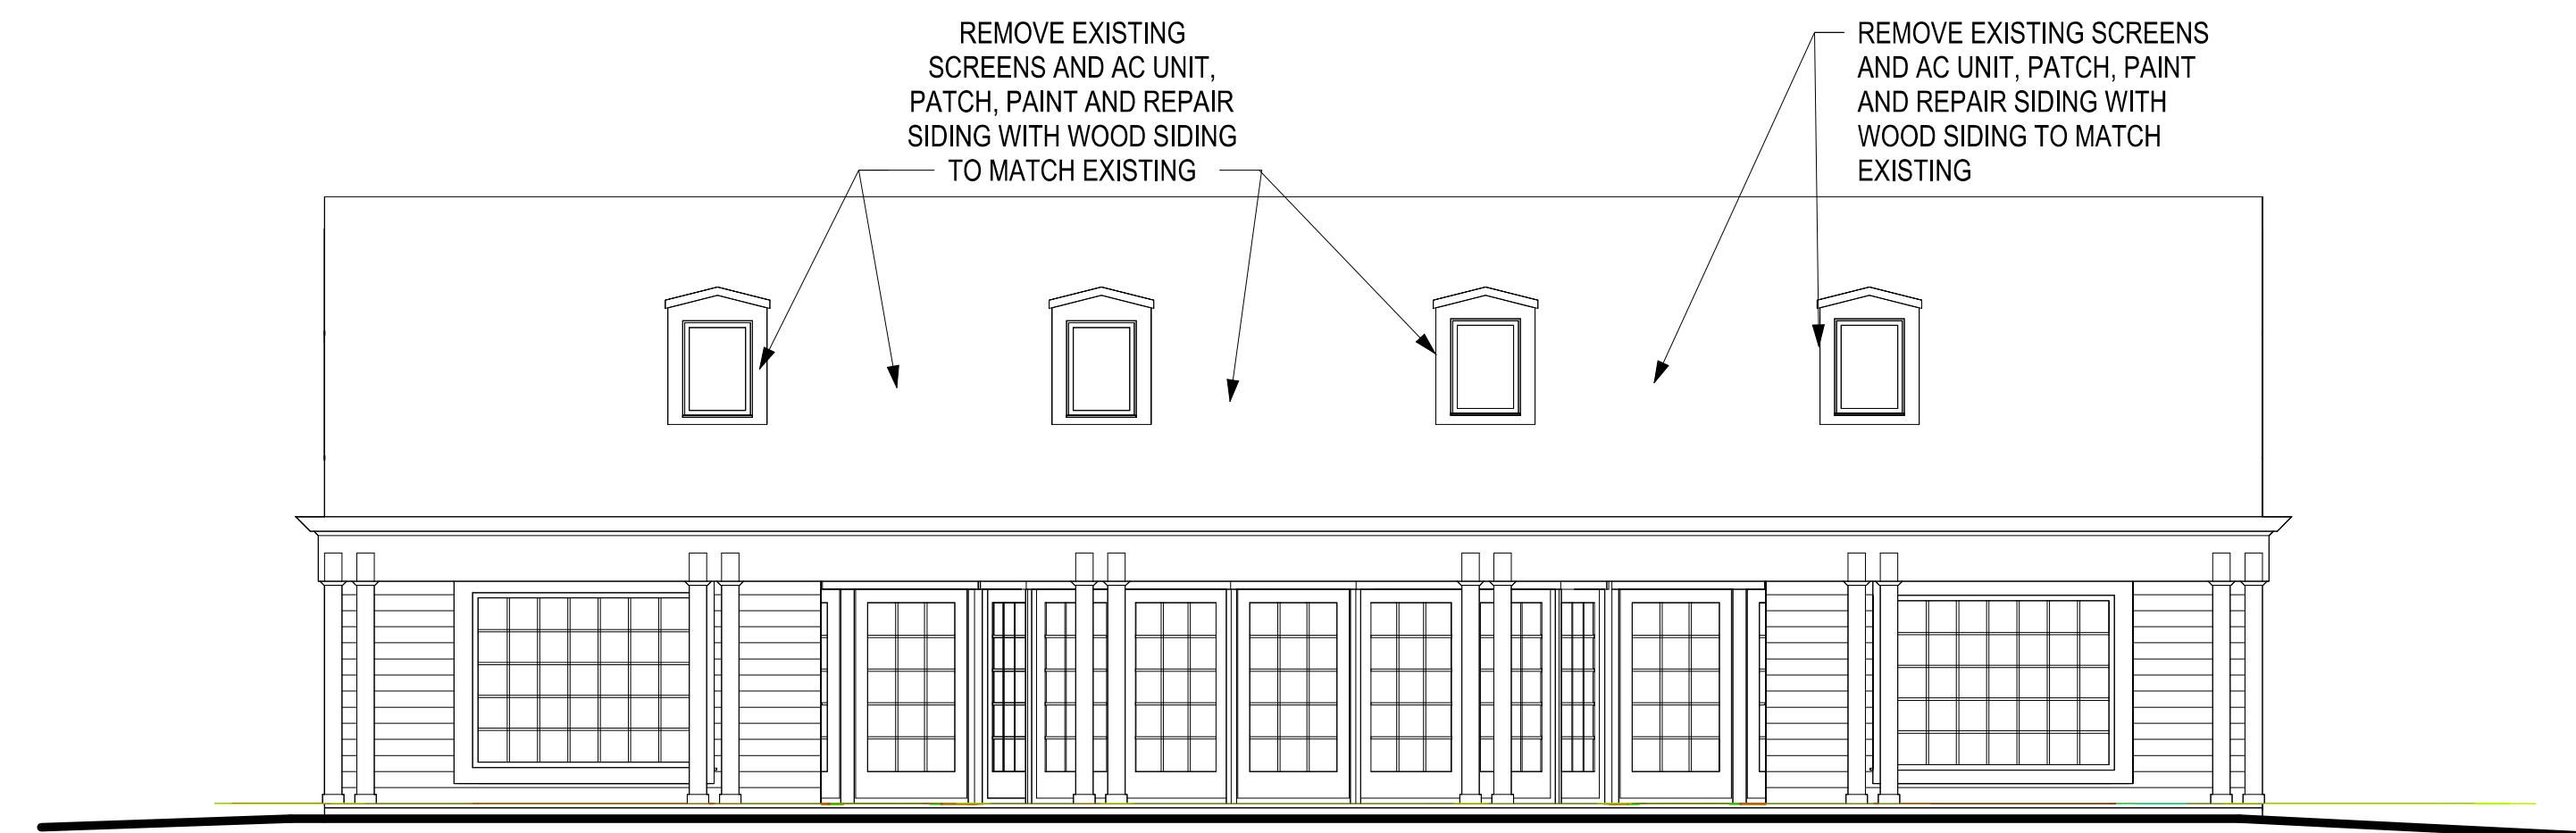 REMOVE EXISTING
SCREENS AND AC UNIT,
PATCH, PAINT AND REPAIR
SIDING WITH WOOD SIDING
TO MATCH EXISTING
REMOVE EXISTING SCREENS
AND AC UNIT, PATCH, PAINT
AND REPAIR SIDING WITH
WOOD SIDING TO MATCH
EXISTING